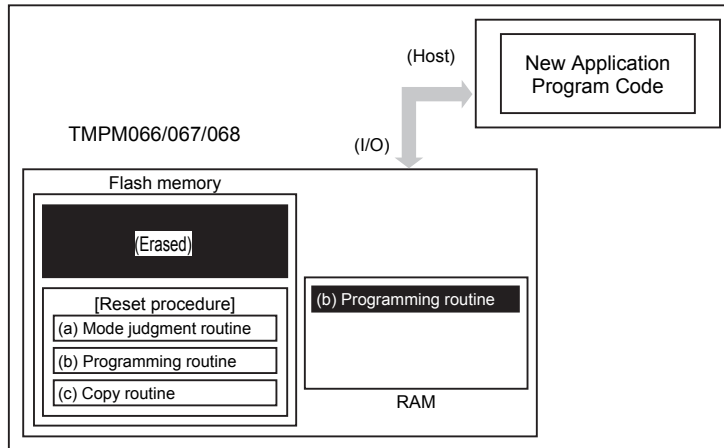 (Host)
New Application
Program Code
TMPM066/067/068
(I/O)
Flash memory
(Erased)
[Reset procedure]
(a) Mode judgment routine
(b) Programming routine
(c) Copy routine
(b) Programming routine
RAM